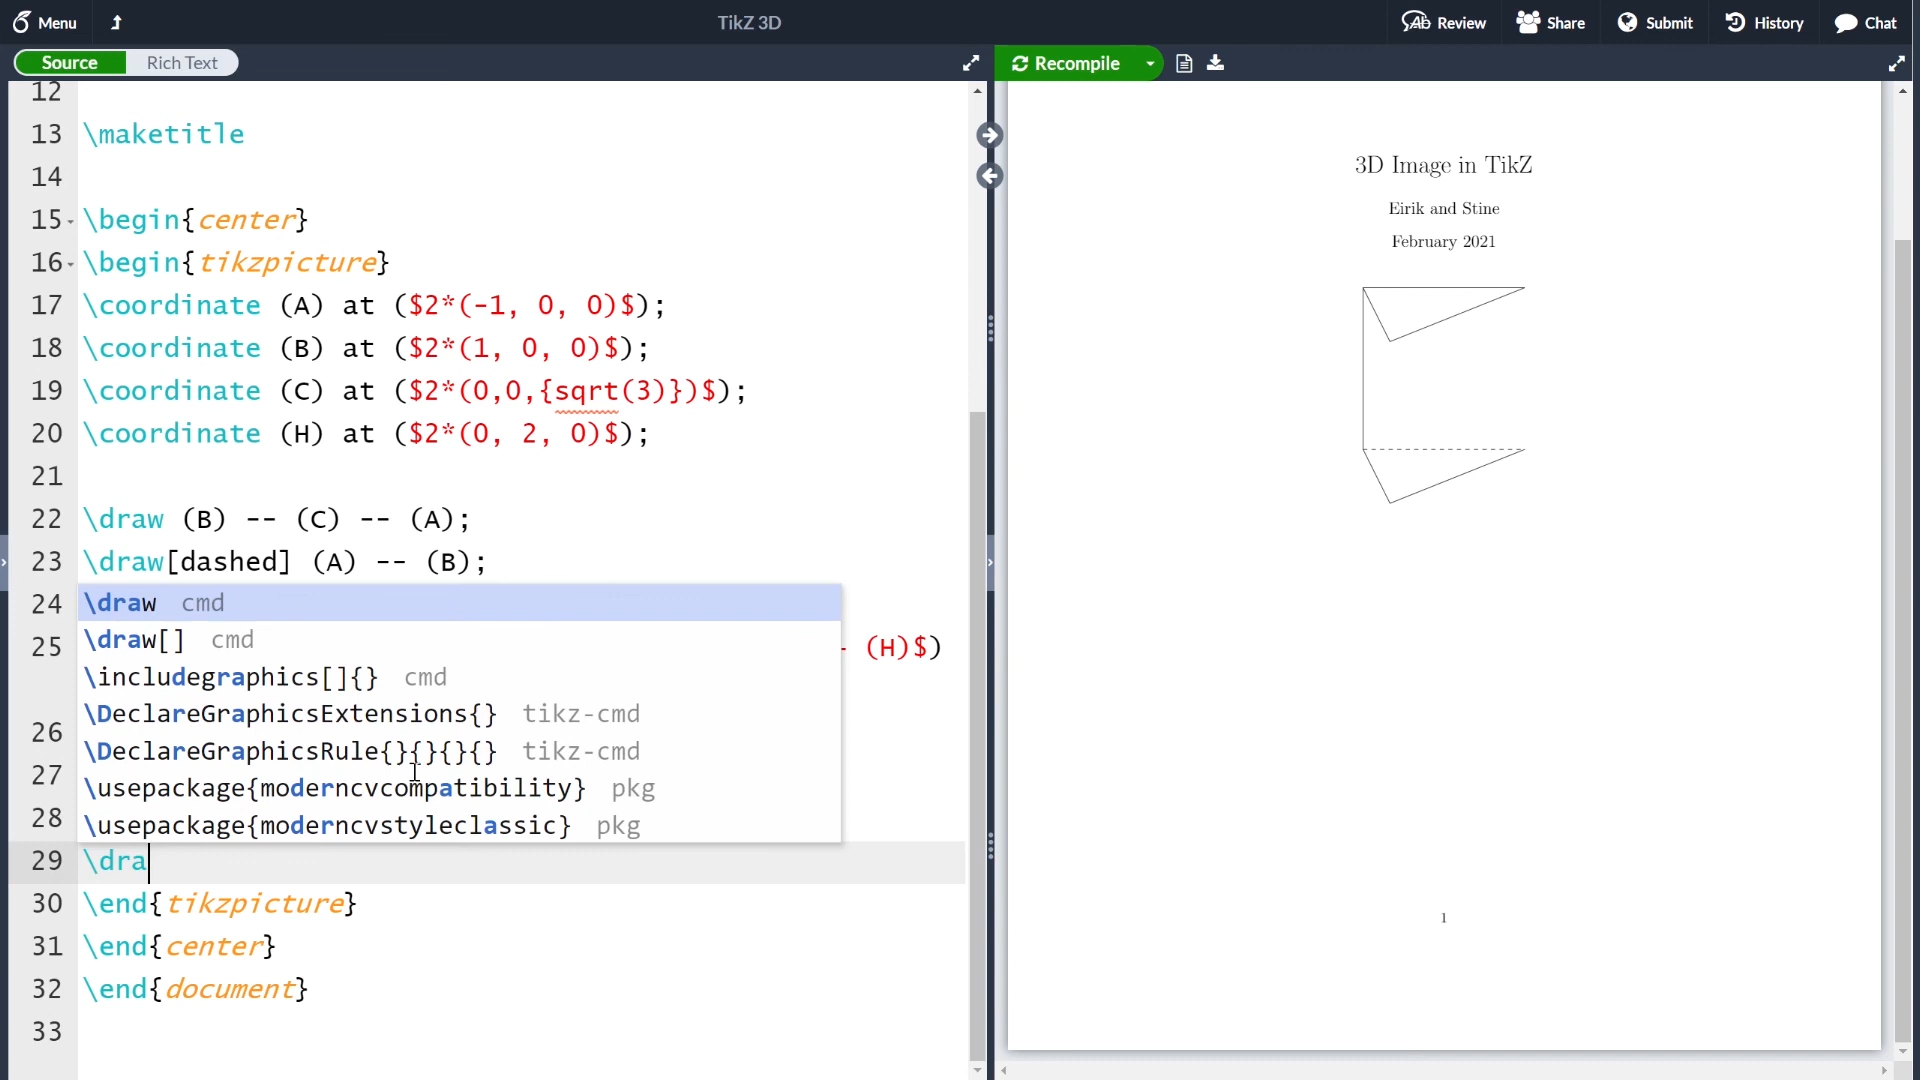 Menu
TikZ 3D
Review
Share
Submit
History
Chat
Source
Rich Text
Recompile
12
13 \maketitle
14
15 \begin{center}
16 \begin{tikzpicture}
17 \coordinate (A) at ($2*(-1, 0, 0)$);
18 \coordinate (B) at ($2*(1, 0, 0)$);
19 \coordinate (C) at ($2*(0,0,{sqrt(3)})$);
20 \coordinate (H) at ($2*(0, 2, 0)$);
21
22 \draw (B) -- (C) -- (A);
23 \draw[dashed] (A) -- (B);
24 \draw cmd
\draw[] cmd
25 (H)$)
\includegraphics[]{} cmd
\DeclareGraphicsExtensions{} tikz-cmd
26
\DeclareGraphicsRule{}{}{}{} tikz-cmd
27 \usepackage{moderncvcompatibility} pkg
28 \usepackage{moderncvstyleclassic} pkg
29 \dra
30 \end{tikzpicture}
31 \end{center}
32 \end{document}
33
3D Image in TikZ
Eirik and Stine
February 2021
1